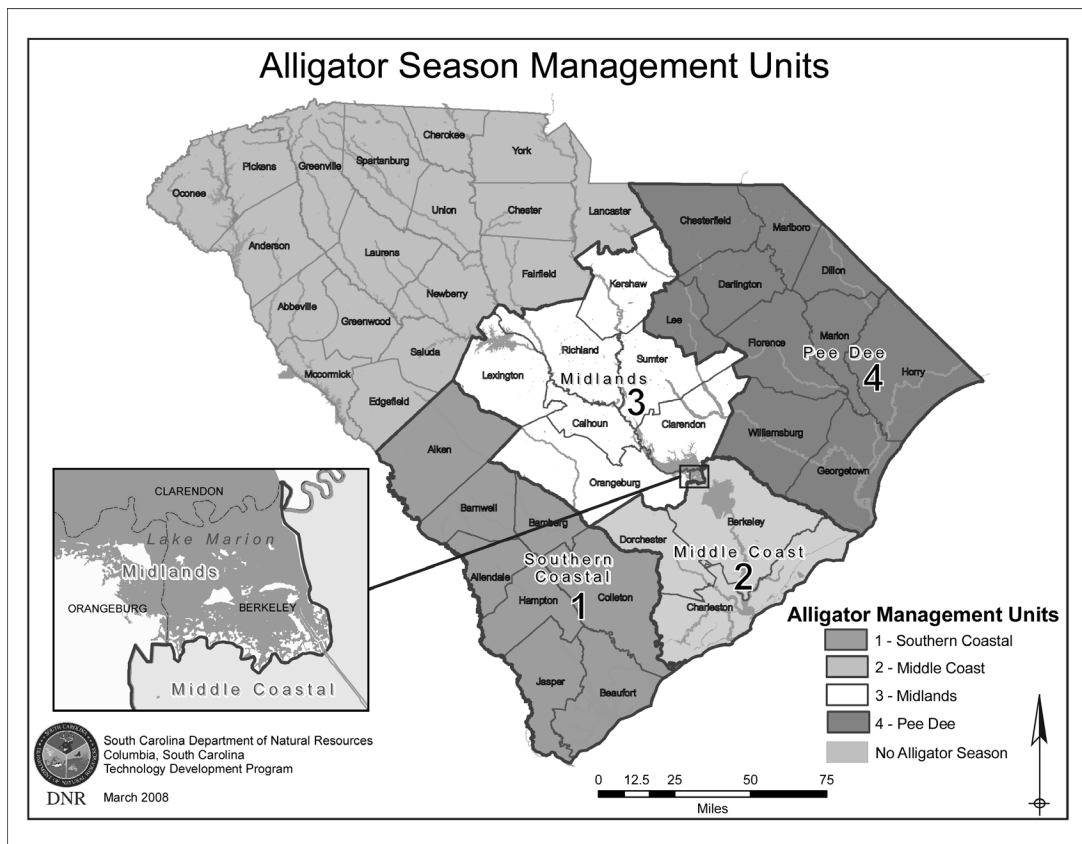 Alligator Season Management Units
Cherokee
York
Spartanburg
Greenville
Pickens
Oconee
Union
Chester
Lancaster
Chesterfield
Marlboro
Anderson
Laurens
Fairfield
Kershaw
Darlington
Dillon
Newberry
Abbeville
Greenwood
Lee
Marion
Florence
Saluda
Richland
Sumter
Pee Dee
4
Horry
Mccormick
Lexington
Midlands
3
Edgefield
Calhoun
Clarendon
Williamsburg
Aiken
Georgetown
Orangeburg
Barnwell
Bamberg
Berkeley
Dorchester
Middle Coast
2
Southern
Coastal
1
Allendale
Hampton
Colleton
Charleston
Jasper
Beaufort
CLARENDON
Lake Marion
Midlands
ORANGEBURG
BERKELEY
Middle Coastal
Alligator Management Units
1 - Southern Coastal
2 - Middle Coast
3 - Midlands
4 - Pee Dee
No Alligator Season
0 12.5 25 50 75
Miles
South Carolina Department of Natural Resources
Columbia, South Carolina
Technology Development Program
DNR March 2008